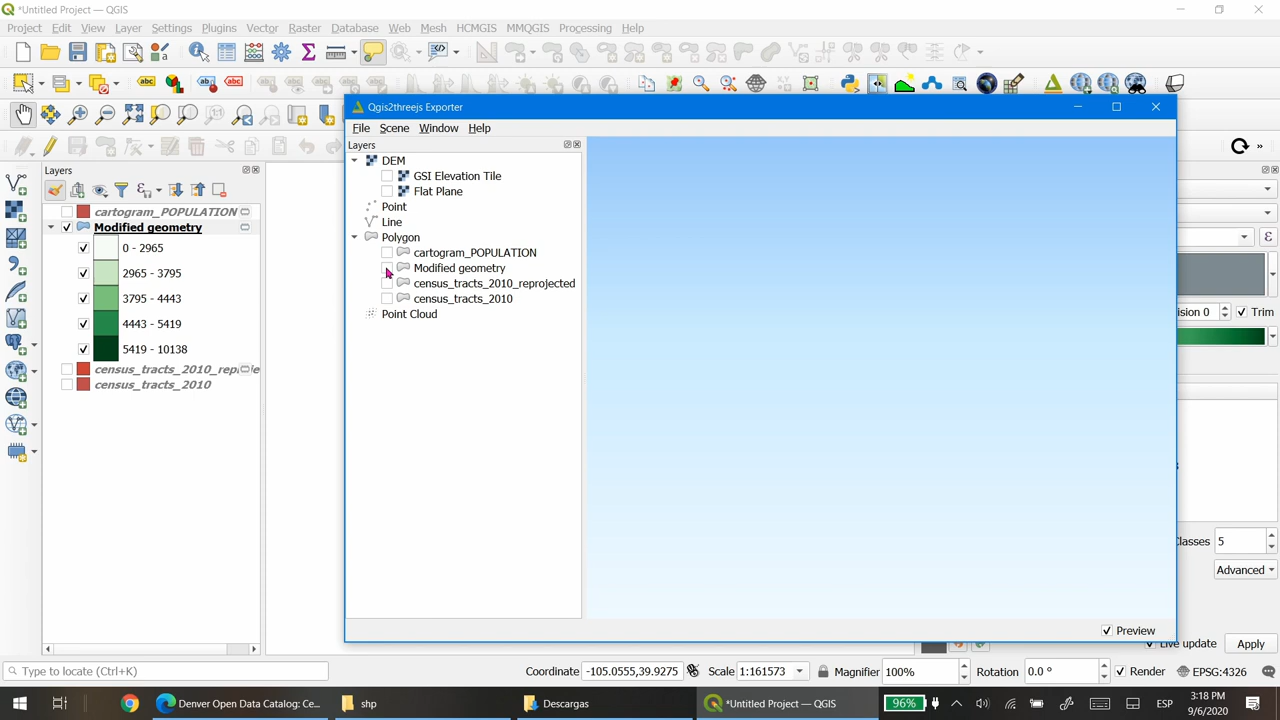 *Untitled Project — QGIS
Project Edit View Layer Settings Plugins Vector Raster Database Web Mesh HCMGIS MMQGIS Processing Help
Qgis2threejs Exporter
File Scene Window Help
Layers
DEM
GSI Elevation Tile
Flat Plane
Point
Line
Polygon
cartogram_POPULATION
Modified geometry
census_tracts_2010_reprojected
census_tracts_2010
Point Cloud
Preview
Layers
cartogram_POPULATION
Modified geometry
0 - 2965
2965 - 3795
3795 - 4443
4443 - 5419
5419 - 10138
census_tracts_2010
ision 0 Trim
Classes 5
Advanced
Live update Apply
Type to locate (Ctrl+K) Coordinate -105.0555,39.9275 Scale 1:161573 Magnifier 100% Rotation 0.0 ° Render EPSG:4326
Denver Open Data Catalog: Ce... shp Descargas *Untitled Project — QGIS 96% ESP 3:18 PM
9/6/2020